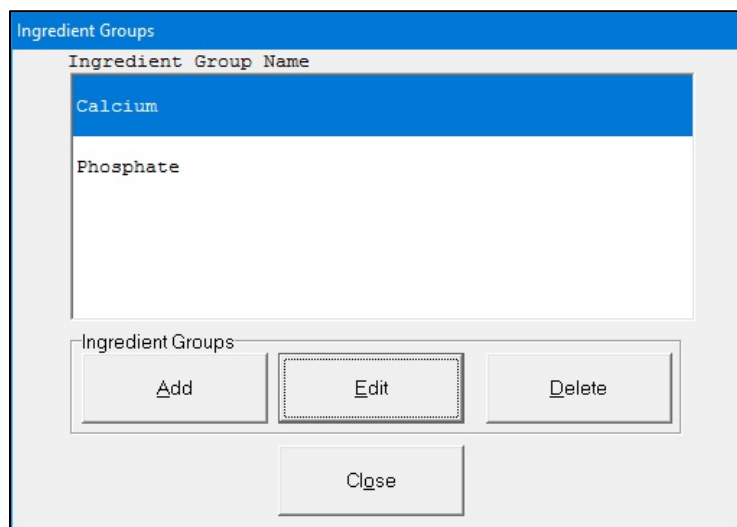 Ingredient Groups
Ingredient Group Name
Calcium
Phosphate
Ingredient Groups
Add
Edit
Delete
Close